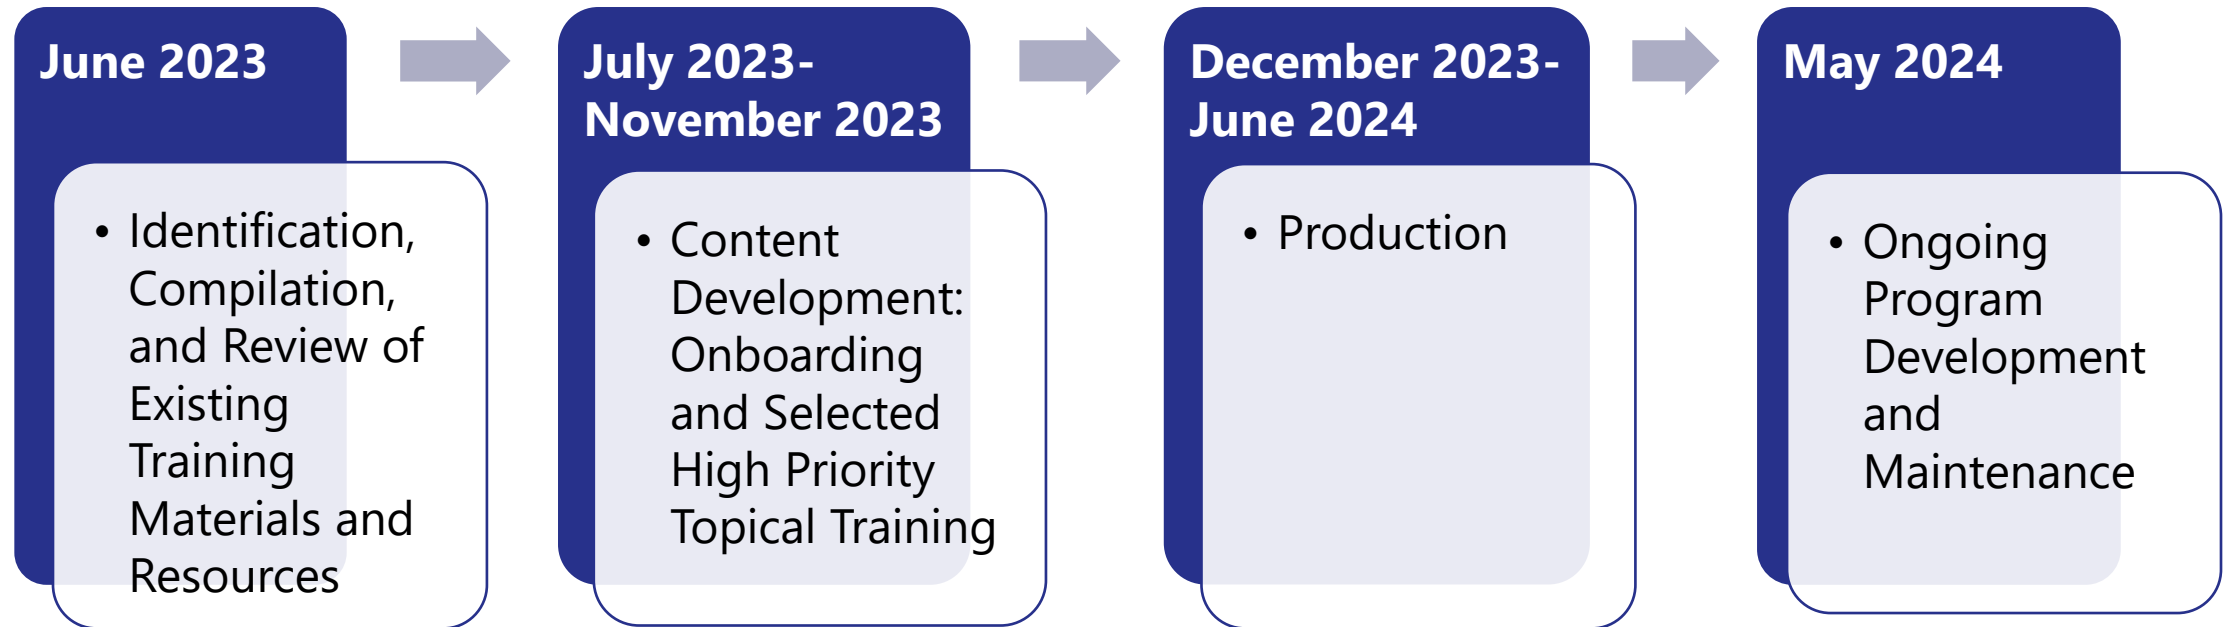 June 2023
• Identification,
Compilation,
and Review of
Existing
Training
Materials and
Resources
July 2023-
November 2023
• Content
Development:
Onboarding
and Selected
High Priority
Topical Training
December 2023-
June 2024
• Production
May 2024
• Ongoing
Program
Development
and
Maintenance